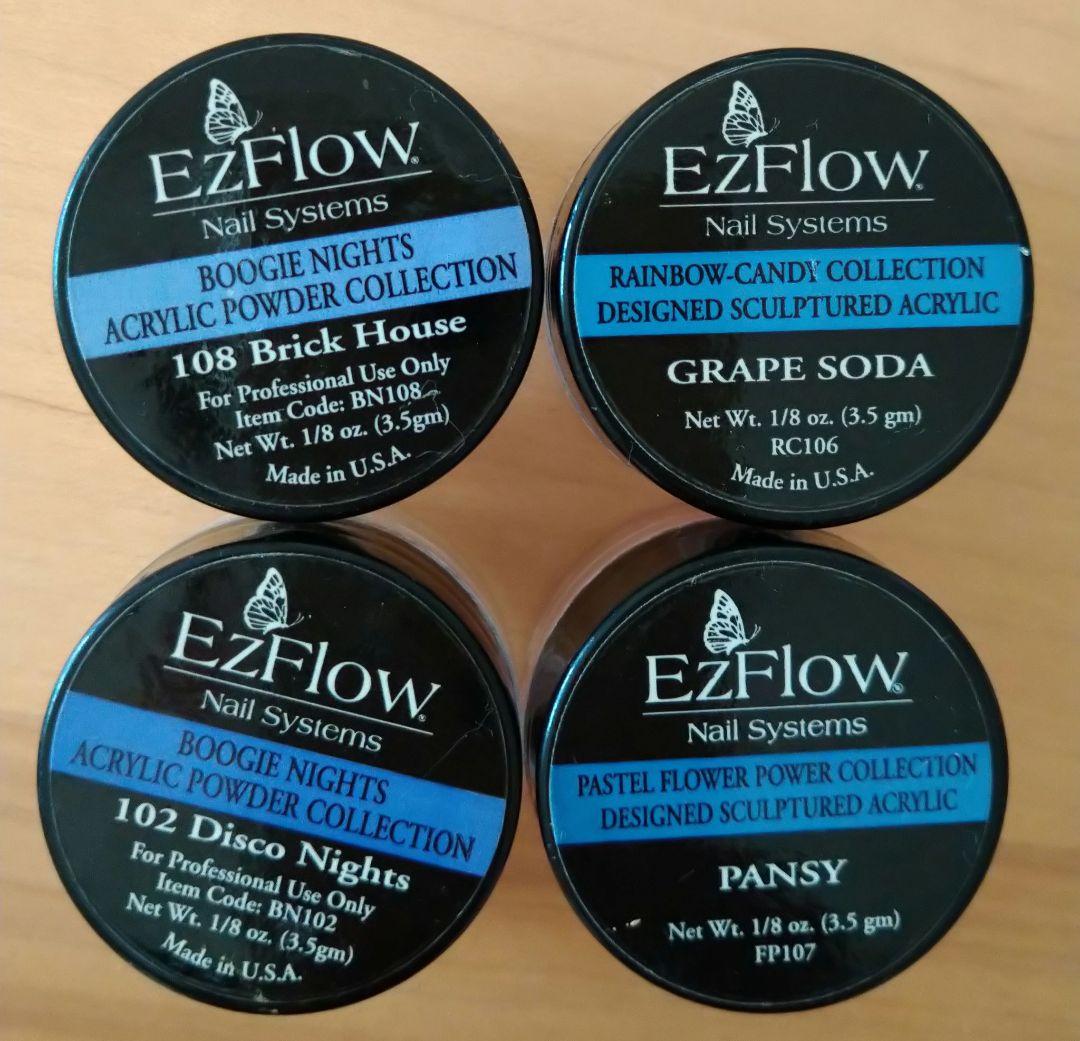 EzFlow®
Nail Systems
BOOGIE NIGHTS
ACRYLIC POWDER COLLECTION
108 Brick House
For Professional Use Only
Item Code: BN108
Net Wt. 1/8 oz. (3.5gm)
Made in U.S.A.
EzFlow®
Nail Systems
RAINBOW-CANDY COLLECTION
DESIGNED SCULPTURED ACRYLIC
GRAPE SODA
Net Wt. 1/8 oz. (3.5 gm)
RC106
Made in U.S.A.
EzFlow®
Nail Systems
BOOGIE NIGHTS
ACRYLIC POWDER COLLECTION
102 Disco Nights
For Professional Use Only
Item Code: BN102
Net Wt. 1/8 oz. (3.5gm)
Made in U.S.A.
EzFlow®
Nail Systems
PASTEL FLOWER POWER COLLECTION
DESIGNED SCULPTURED ACRYLIC
PANSY
Net Wt. 1/8 oz. (3.5 gm)
FP107